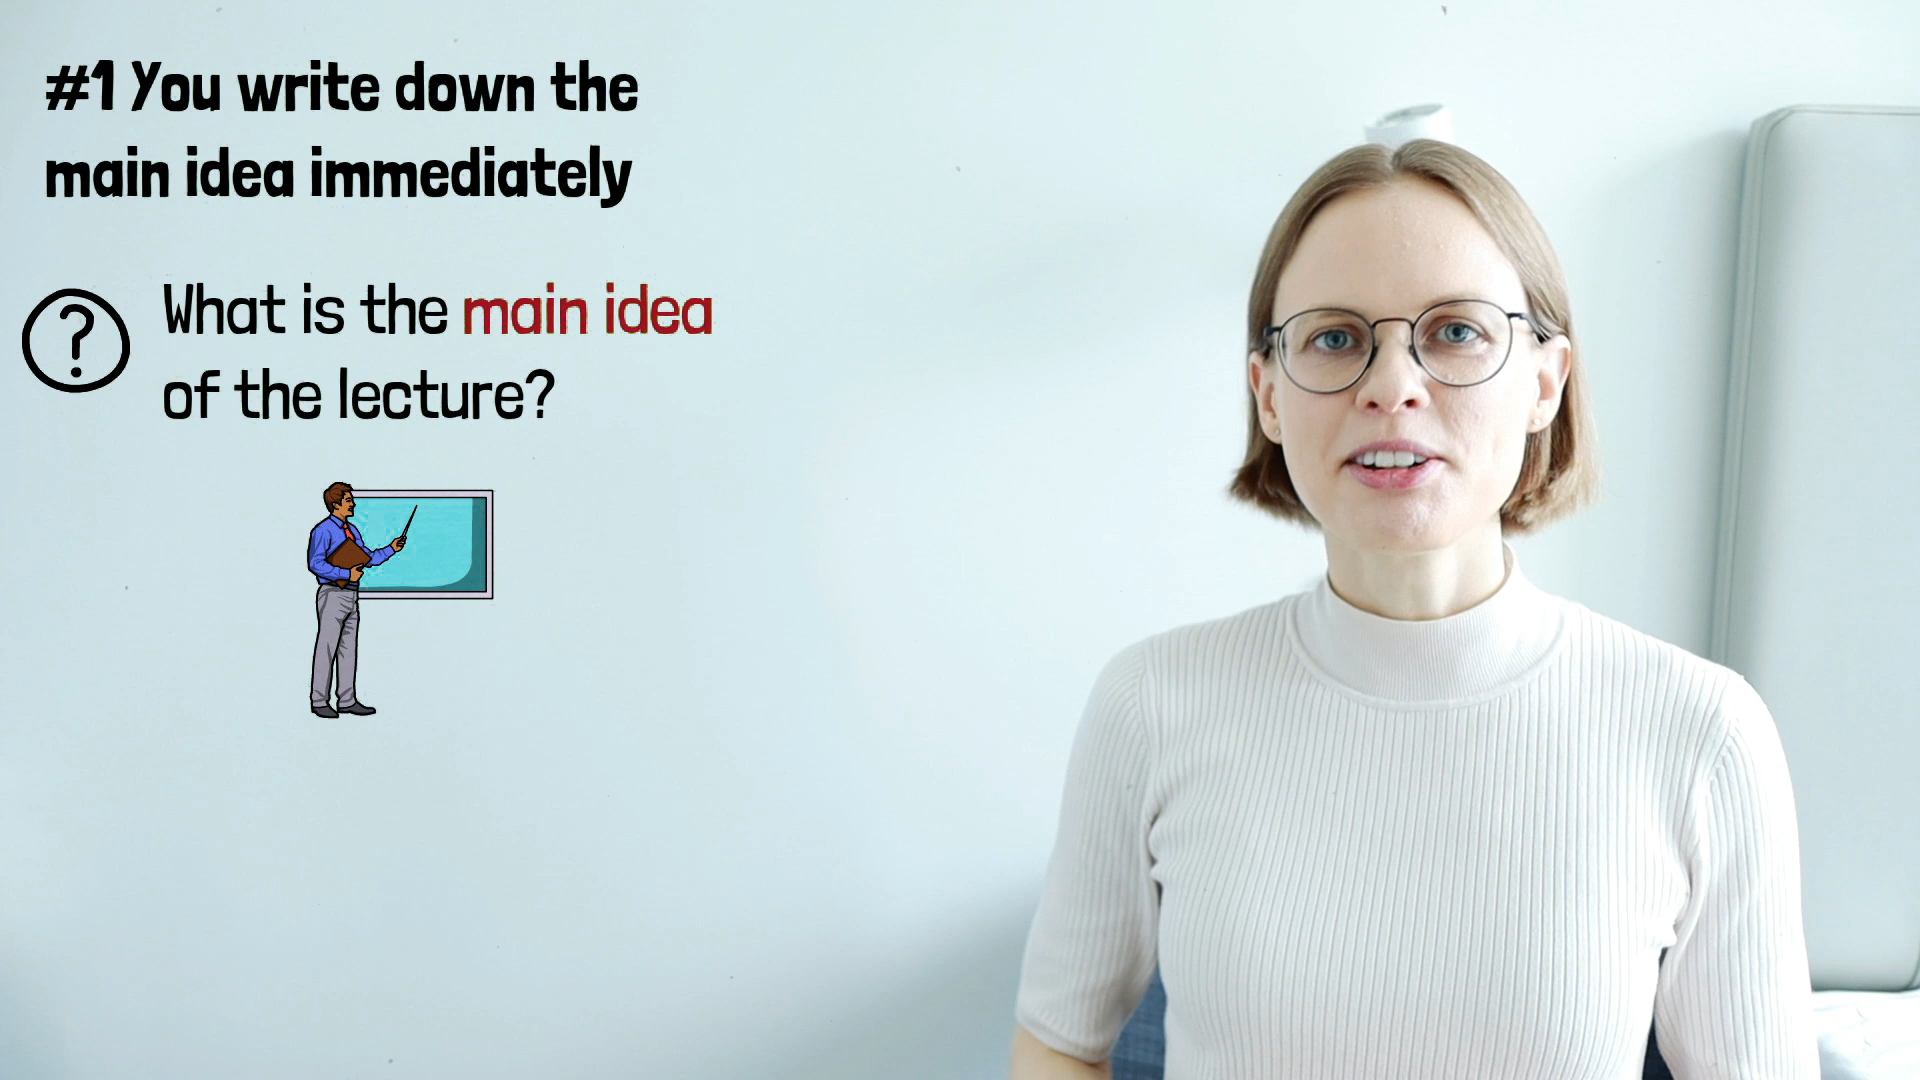 #1 You write down the
main idea immediately
What is the main idea
of the lecture?